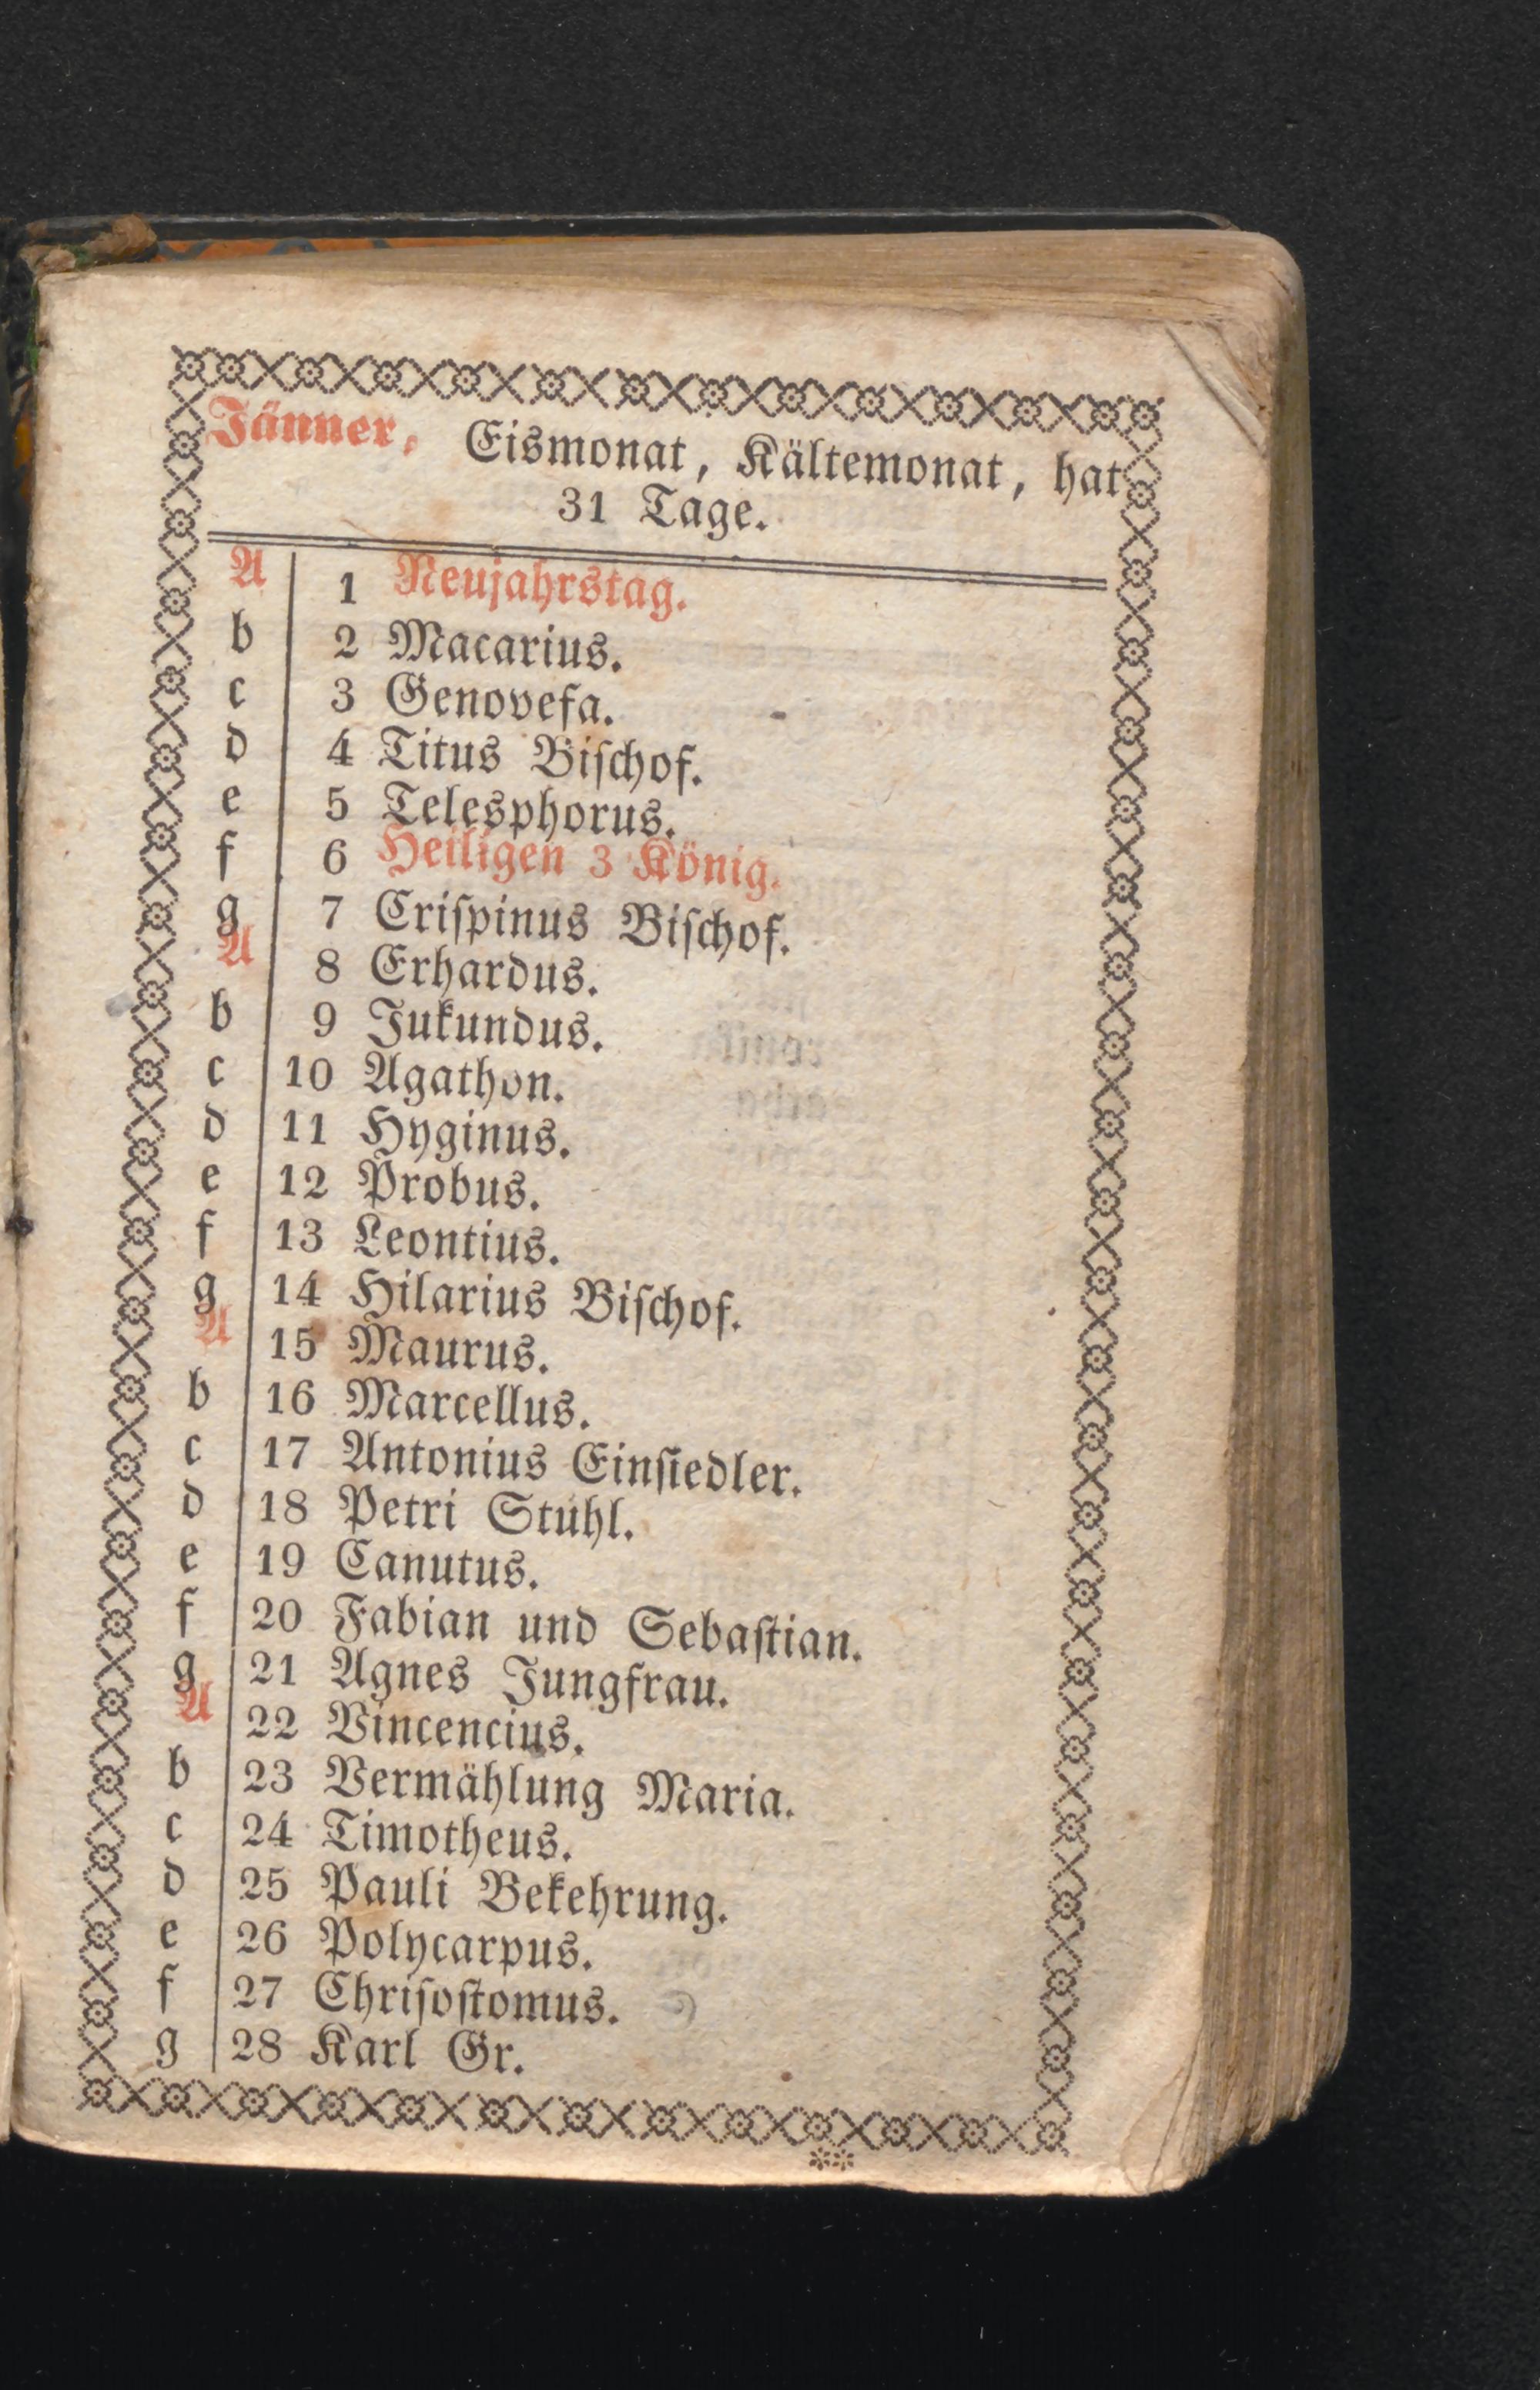 Jänner, Eismonat, Kältemonat, hat
31 Tage.
A 1 Neujahrstag.
b 2 Macarius.
c 3 Genovefa.
d 4 Titus Biſchof.
e 5 Telesphorus.
f 6 Heiligen 3 König.
g 7 Criſpinus Biſchof.
A 8 Erhardus.
b 9 Jukundus.
c 10 Agathon.
d 11 Hyginus.
e 12 Probus.
f 13 Leontius.
g 14 Hilarius Biſchof.
A 15 Maurus.
b 16 Marcellus.
c 17 Antonius Einſiedler.
d 18 Petri Stuhl.
e 19 Canutus.
f 20 Fabian und Sebaſtian.
g 21 Agnes Jungfrau.
A 22 Vincencius.
b 23 Vermählung Maria.
c 24 Timotheus.
d 25 Pauli Bekehrung.
e 26 Polycarpus.
f 27 Chriſoſtomus.
g 28 Karl Gr.
**